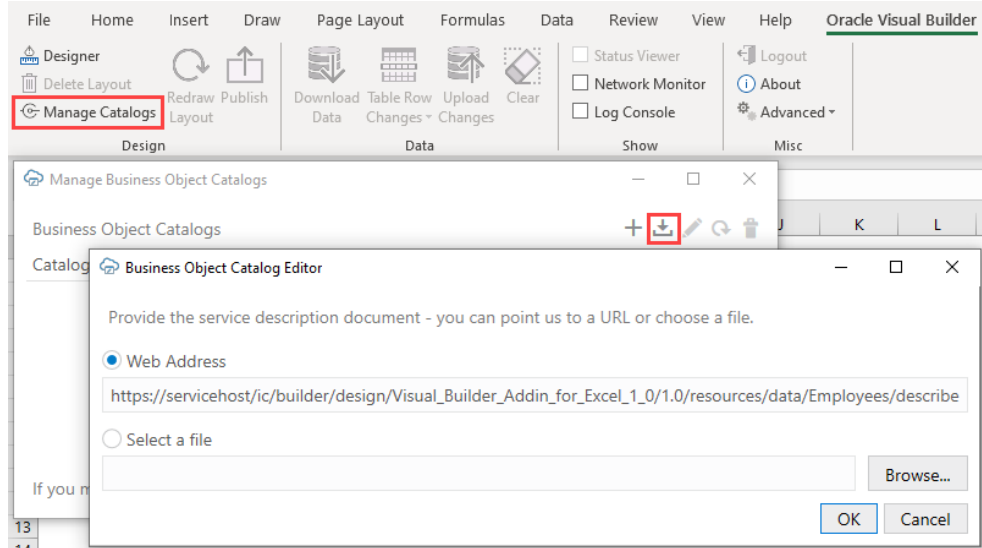 File Home Insert Draw Page Layout Formulas Data Review View Help Oracle Visual Builder
Designer
Delete Layout
Manage Catalogs
Redraw Layout
Publish
Design
Download Data
Table Row Changes
Upload Changes
Clear
Data
Status Viewer
Network Monitor
Log Console
Show
Logout
About
Advanced
Misc
Manage Business Object Catalogs
Business Object Catalogs
Catalog
J K L
Business Object Catalog Editor
Provide the service description document - you can point us to a URL or choose a file.
Web Address
https://servicehost/ic/builder/design/Visual_Builder_Addin_for_Excel_1_0/1.0/resources/data/Employees/describe
Select a file
Browse...
If you
OK Cancel
13